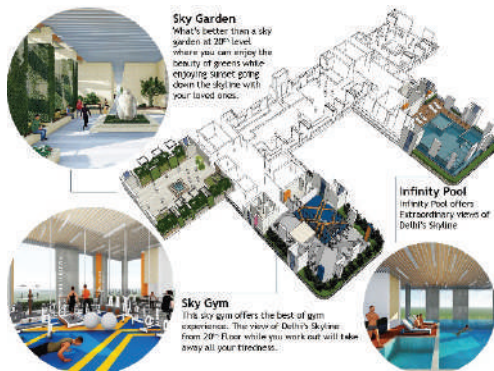 Sky Garden
What's better than a sky
garden at 20th level
where you can enjoy the
beauty of greens while
enjoying sunset going
down the skyline with
your loved ones.
Infinity Pool
Infinity Pool offers
Extraordinary views of
Delhi's Skyline
Sky Gym
This sky gym offers the best of gym
experience. The view of Delhi's Skyline
from 20th Floor while you work out will take
away all your tiredness.